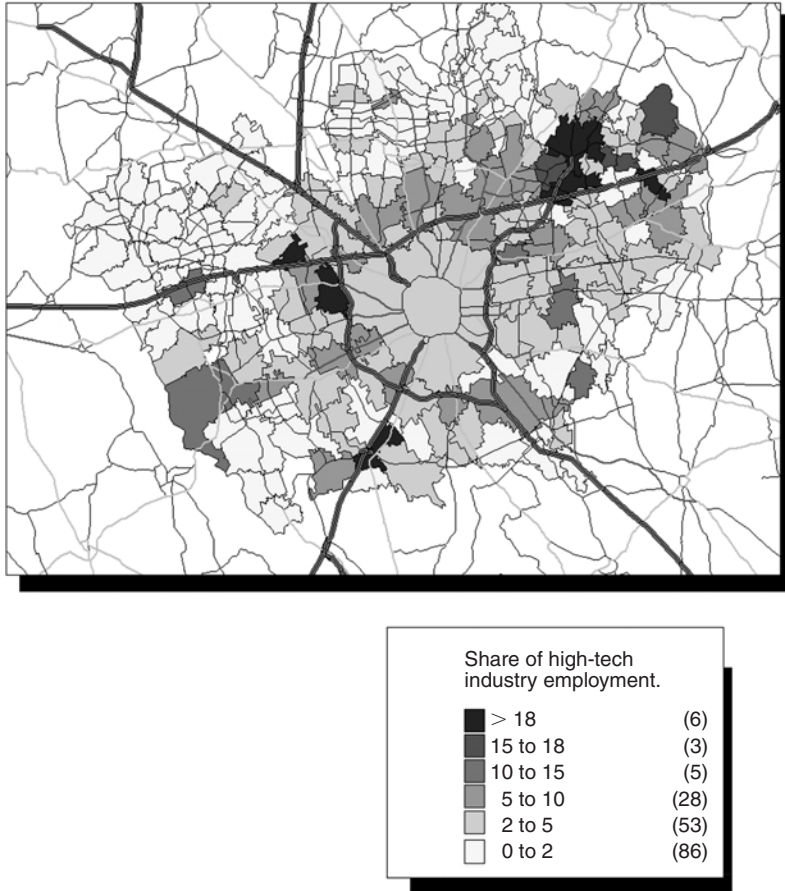 Share of high-tech
industry employment.
> 18 (6)
15 to 18 (3)
10 to 15 (5)
5 to 10 (28)
2 to 5 (53)
0 to 2 (86)